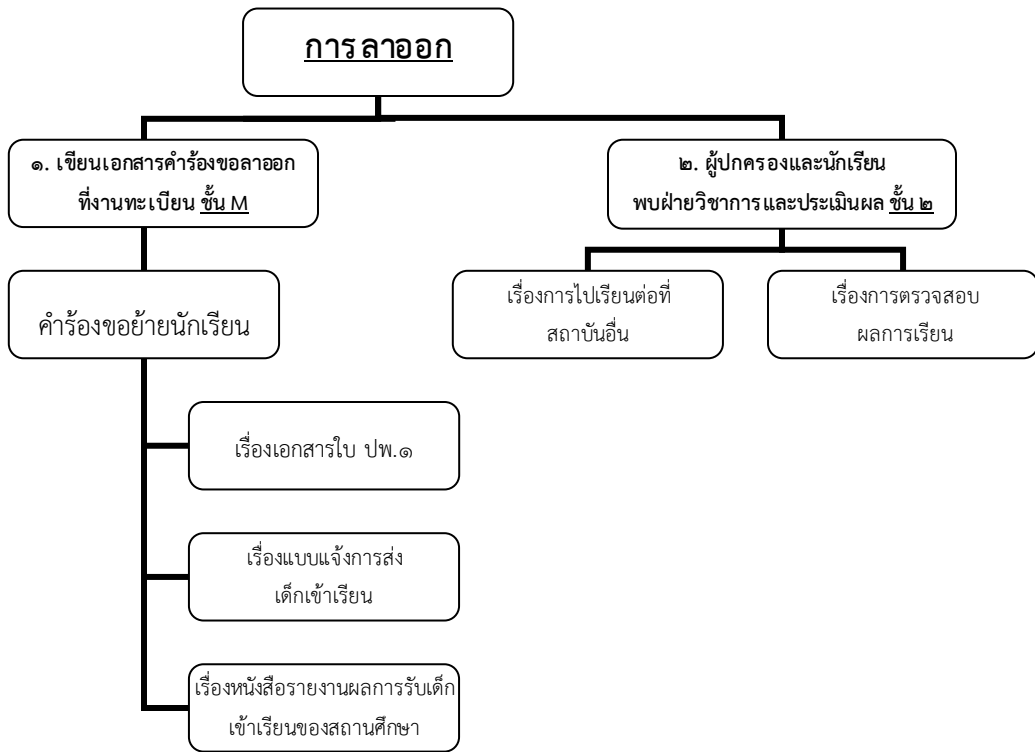 การลาออก
๑. เขียนเอกสารคำร้องขอลาออก
ที่งานทะเบียน ชั้น M
๒. ผู้ปกครองและนักเรียน
พบฝ่ายวิชาการและประเมินผล ชั้น ๒
คำร้องขอย้ายนักเรียน
เรื่องการไปเรียนต่อที่
สถาบันอื่น
เรื่องการตรวจสอบ
ผลการเรียน
เรื่องเอกสารใบ ปพ.๑
เรื่องแบบแจ้งการส่ง
เด็กเข้าเรียน
เรื่องหนังสือรายงานผลการรับเด็ก
เข้าเรียนของสถานศึกษา